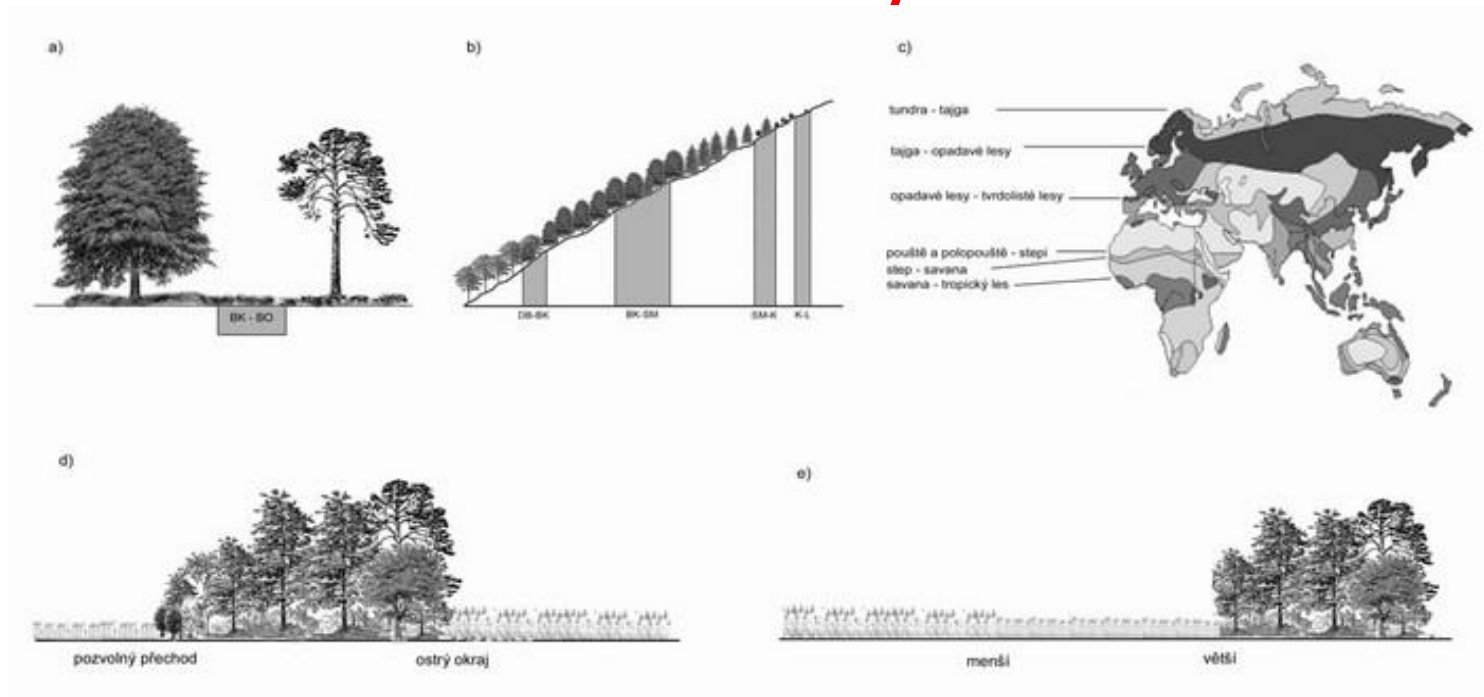 a)
BK - BO
b)
DB-BK
BK-SM
SM-K
K-L
c)
tundra - tajga
tajga - opadavé lesy
opadavé lesy - tvrdolisté lesy
pouště a polopouště - stepi
step - savana
savana - tropický les
d)
pozvolný přechod
ostrý okraj
e)
menší
větší